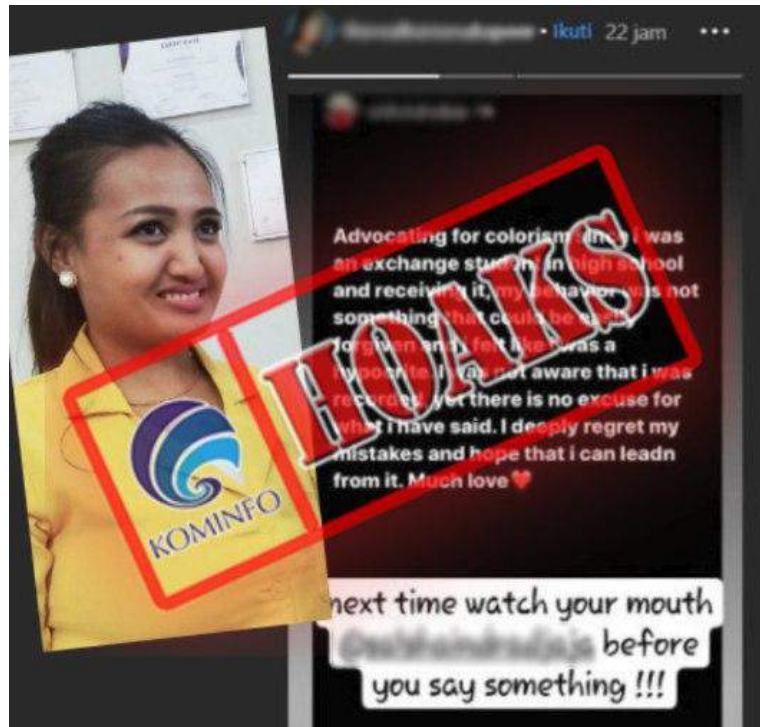 Ikuti 22 jam
Advocating for colorism since i was
an exchange student in high school
and receiving it, my behavior was not
something that could be easily
forgiven and i felt like i was a
hypocrite. I was not aware that i was
recorded, yet there is no excuse for
what i have said. I deeply regret my
mistakes and hope that i can leadn
from it. Much love❤️
HOAKS
KOMINFO
next time watch your mouth
before
you say something !!!